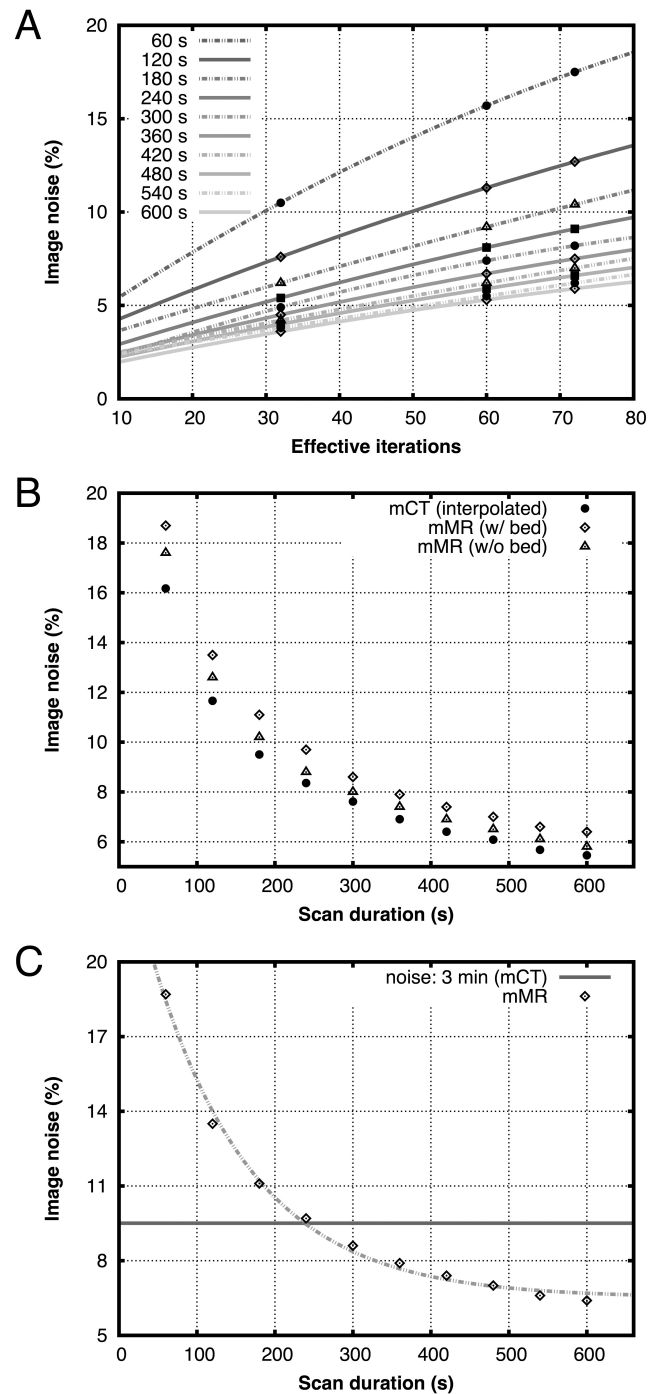 A
20
15
10
5
0
Image noise (%)
60 s
120 s
180 s
240 s
300 s
360 s
420 s
480 s
540 s
600 s
10 20 30 40 50 60 70 80
Effective iterations
B
20
18
16
14
12
10
8
6
Image noise (%)
mCT (interpolated)
mMR (w/ bed)
mMR (w/o bed)
0 100 200 300 400 500 600
Scan duration (s)
C
20
17
14
11
8
5
Image noise (%)
noise: 3 min (mCT)
mMR
0 100 200 300 400 500 600
Scan duration (s)